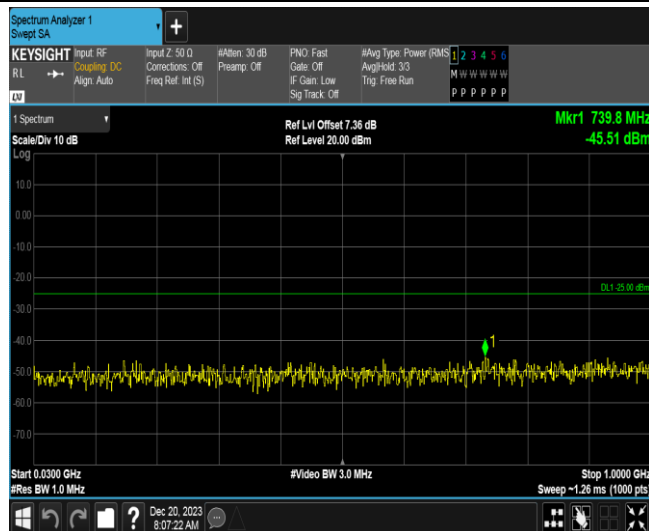 Spectrum Analyzer 1
Swept SA
+
KEYSIGHT
RL
LXI
Input: RF
Coupling: DC
Align: Auto
Input Z: 50 Ω
Corrections: Off
Freq Ref: Int (S)
#Atten: 30 dB
Preamp: Off
PNO: Fast
Gate: Off
IF Gain: Low
Sig Track: Off
#Avg Type: Power (RMS
Avg|Hold: 3/3
Trig: Free Run
1 2 3 4 5 6
M W W W W W
P P P P P P
1 Spectrum
Scale/Div 10 dB
Log
Ref Lvl Offset 7.36 dB
Ref Level 20.00 dBm
Mkr1 739.8 MHz
-45.51 dBm
10.0
0.00
-10.0
-20.0
DL1 -25.00 dBm
-30.0
-40.0
1
-50.0
-60.0
-70.0
Start 0.0300 GHz
#Res BW 1.0 MHz
#Video BW 3.0 MHz
Stop 1.0000 GHz
Sweep ~1.26 ms (1000 pts)
?
Dec 20, 2023
8:07:22 AM